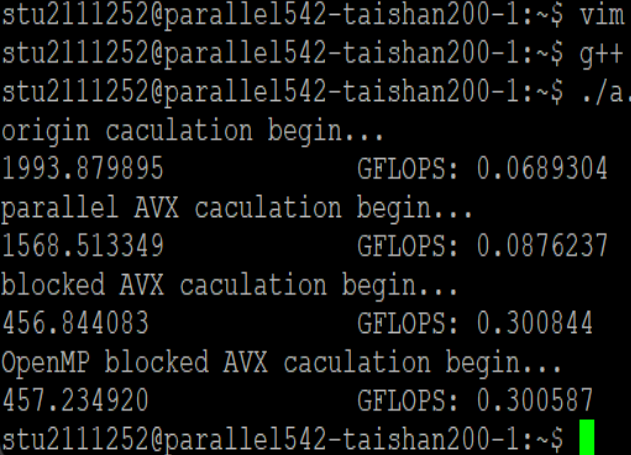 stu2111252@parallel542-taishan200-1:~$ vim
stu2111252@parallel542-taishan200-1:~$ g++
stu2111252@parallel542-taishan200-1:~$ ./a.
origin caculation begin...
1993.879895 GFLOPS: 0.0689304
parallel AVX caculation begin...
1568.513349 GFLOPS: 0.0876237
blocked AVX caculation begin...
456.844083 GFLOPS: 0.300844
OpenMP blocked AVX caculation begin...
457.234920 GFLOPS: 0.300587
stu2111252@parallel542-taishan200-1:~$